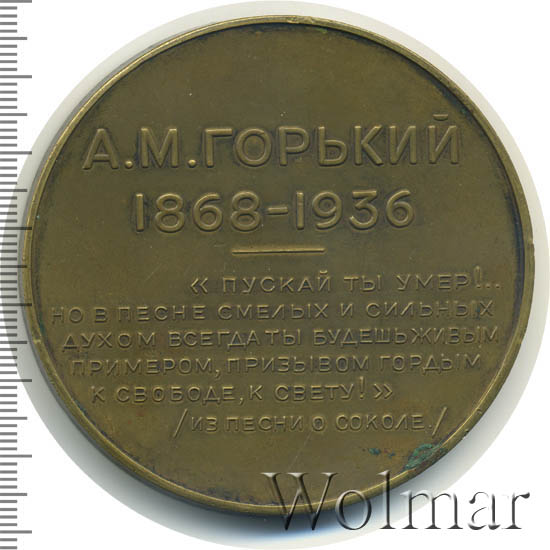 А.М.ГОРЬКИЙ
1868-1936
« ПУСКАЙ ТЫ УМЕР!..
НО В ПЕСНЕ СМЕЛЫХ И СИЛЬНЫХ
ДУХОМ ВСЕГДА ТЫ БУДЕШЬ ЖИВЫМ
ПРИМЕРОМ, ПРИЗЫВОМ ГОРДЫМ
К СВОБОДЕ, К СВЕТУ!»
/ИЗ ПЕСНИ О СОКОЛЕ./
Wolmar